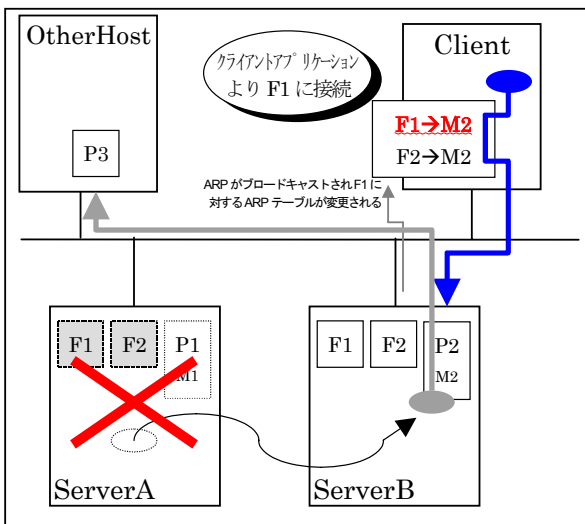 OtherHost
クライアントアプリケーション
より F1 に接続
Client
P3
F1→M2
F2→M2
ARP がブロードキャストされ F1 に
対する ARP テーブルが変更される
F1
F2
P1
M1
F1
F2
P2
M2
ServerA
ServerB